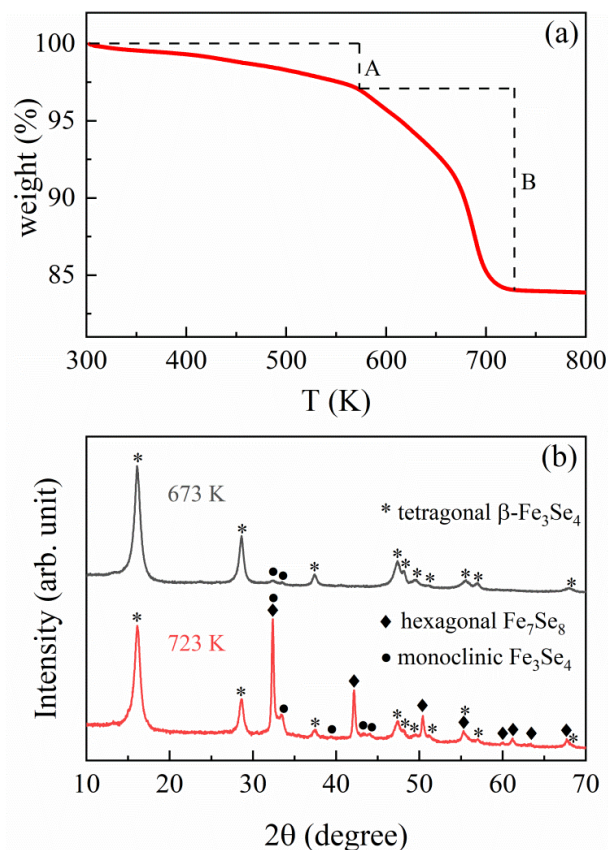 (a)
100
95
90
85
weight (%)
A
B
300 400 500 600 700 800
T (K)
(b)
673 K
* tetragonal β-Fe₃Se₄
723 K
♦ hexagonal Fe₇Se₈
● monoclinic Fe₃Se₄
Intensity (arb. unit)
10 20 30 40 50 60 70
2θ (degree)